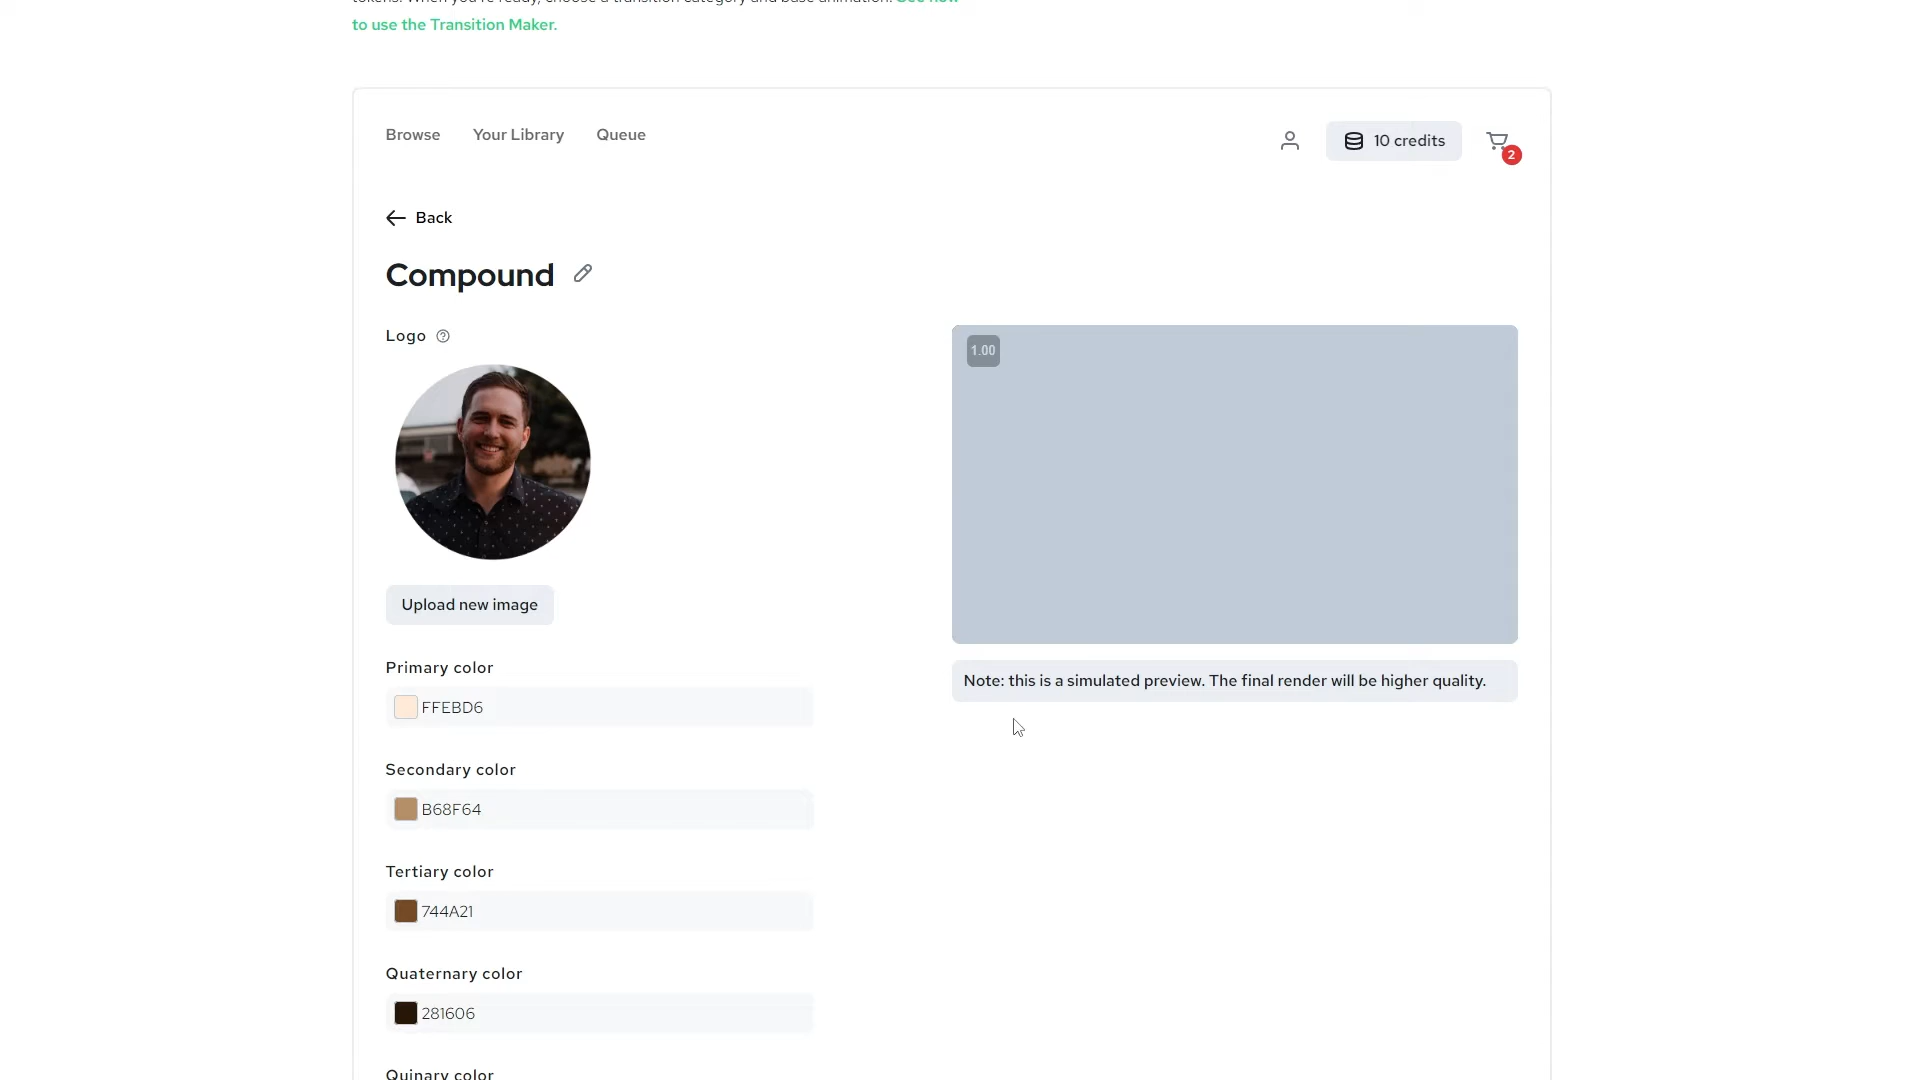 to use the Transition Maker.
Browse
Your Library
Queue
10 credits
2
Back
Compound
Logo
1.00
Upload new image
Note: this is a simulated preview. The final render will be higher quality.
Primary color
FFEBD6
Secondary color
B68F64
Tertiary color
744A21
Quaternary color
281606
Quinary color